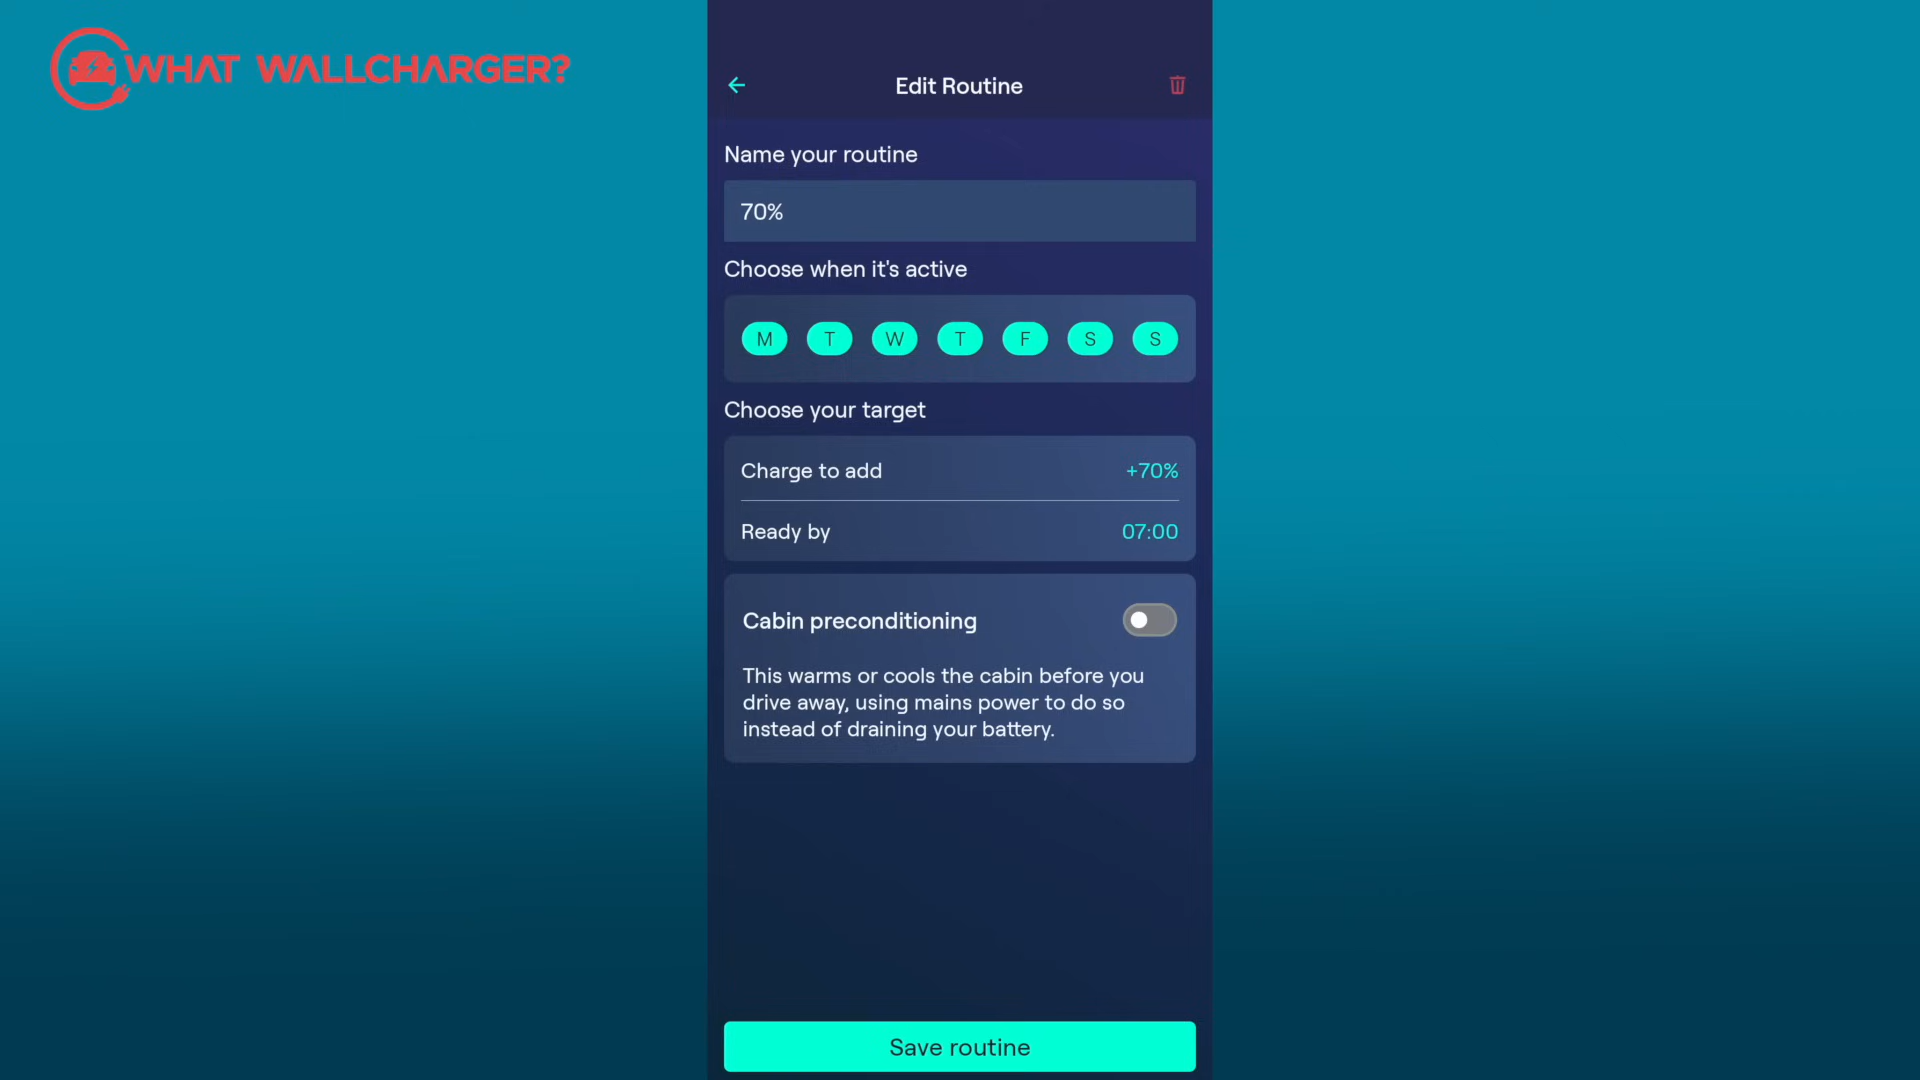 WHAT WALLCHARGER?
Edit Routine
Name your routine
70%
Choose when it's active
M T W T F S S
Choose your target
Charge to add +70%
Ready by 07:00
Cabin preconditioning
This warms or cools the cabin before you
drive away, using mains power to do so
instead of draining your battery.
Save routine